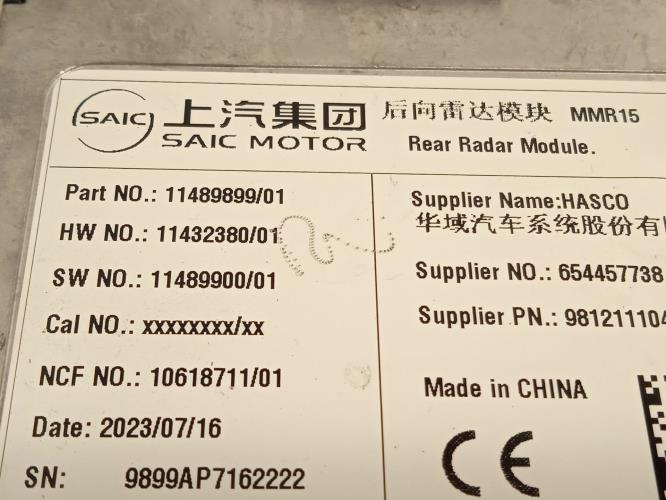 SAIC 上汽集团 后向雷达模块 MMR15
SAIC MOTOR Rear Radar Module.
Part NO.: 11489899/01
HW NO.: 11432380/01
SW NO.: 11489900/01
Cal NO.: xxxxxxxx/xx
NCF NO.: 10618711/01
Date: 2023/07/16
SN: 9899AP7162222
Supplier Name:HASCO
华域汽车系统股份有
Supplier NO.: 654457738
Supplier PN.: 981211104
Made in CHINA
CE